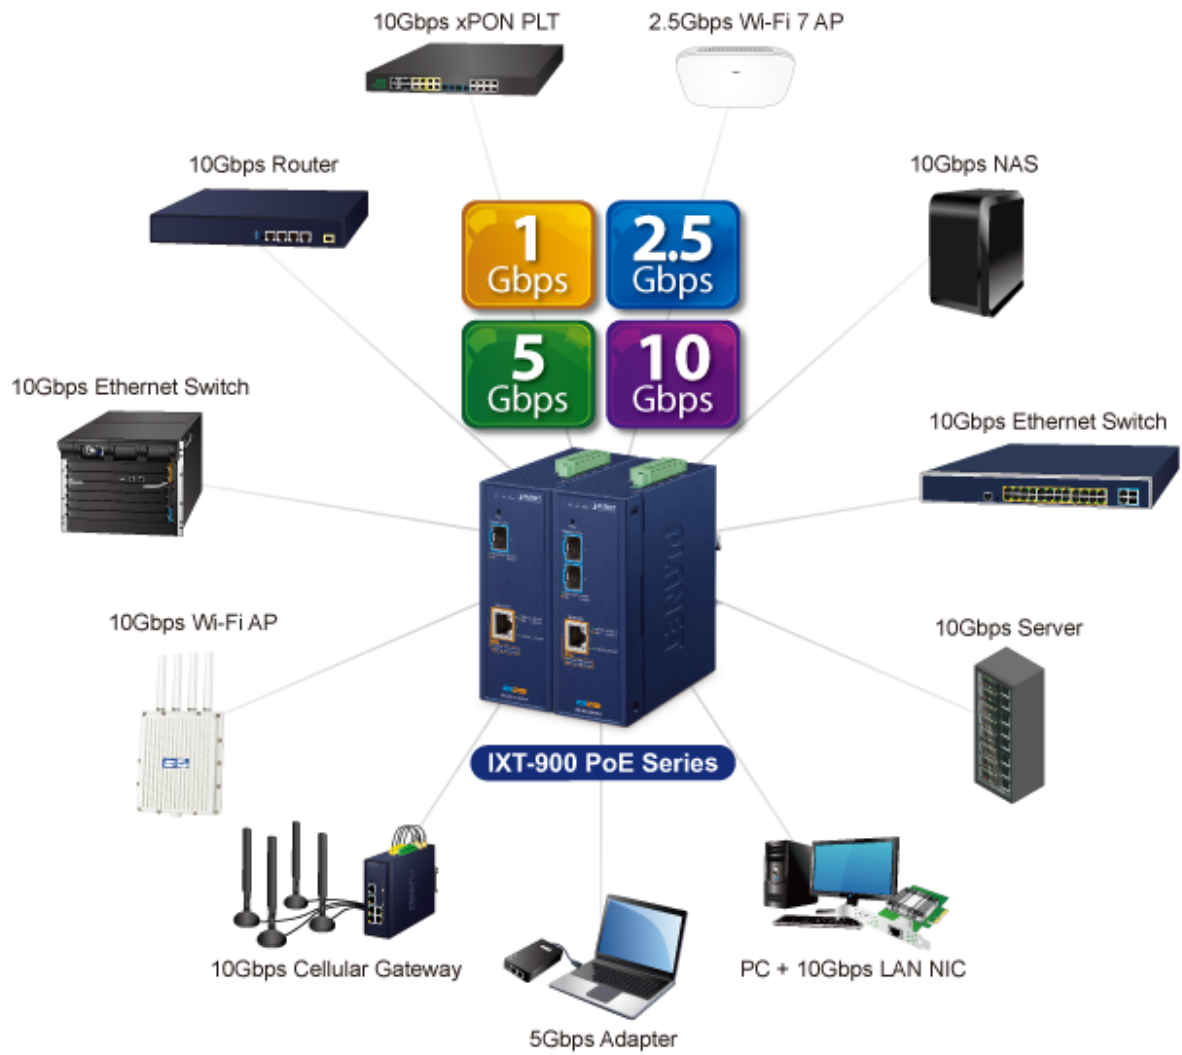 10Gbps xPON PLT
2.5Gbps Wi-Fi 7 AP
10Gbps Router
10Gbps NAS
1
Gbps
2.5
Gbps
5
Gbps
10
Gbps
10Gbps Ethernet Switch
10Gbps Ethernet Switch
PLANET
10Gbps Wi-Fi AP
10Gbps Server
IXT-900 PoE Series
10Gbps Cellular Gateway
PC + 10Gbps LAN NIC
5Gbps Adapter